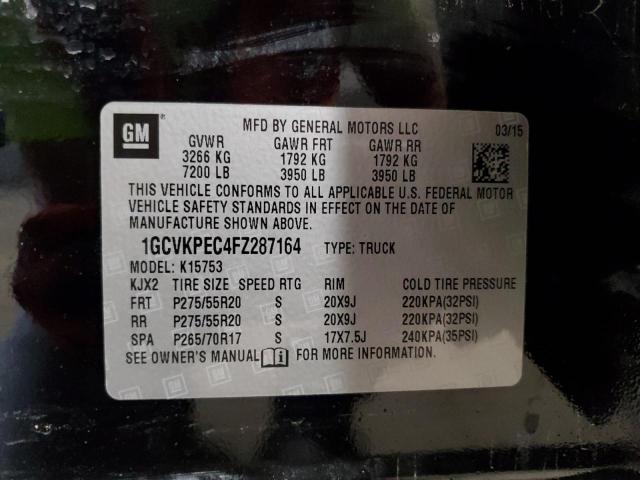 GM ® MFD BY GENERAL MOTORS LLC 03/15
GVWR GAWR FRT GAWR RR
3266 KG 1792 KG 1792 KG
7200 LB 3950 LB 3950 LB
THIS VEHICLE CONFORMS TO ALL APPLICABLE U.S. FEDERAL MOTOR
VEHICLE SAFETY STANDARDS IN EFFECT ON THE DATE OF
MANUFACTURE SHOWN ABOVE.
1GCVKPEC4FZ287164 TYPE: TRUCK
MODEL: K15753
KJX2 TIRE SIZE SPEED RTG RIM COLD TIRE PRESSURE
FRT P275/55R20 S 20X9J 220KPA(32PSI)
RR P275/55R20 S 20X9J 220KPA(32PSI)
SPA P265/70R17 S 17X7.5J 240KPA(35PSI)
SEE OWNER'S MANUAL FOR MORE INFORMATION.